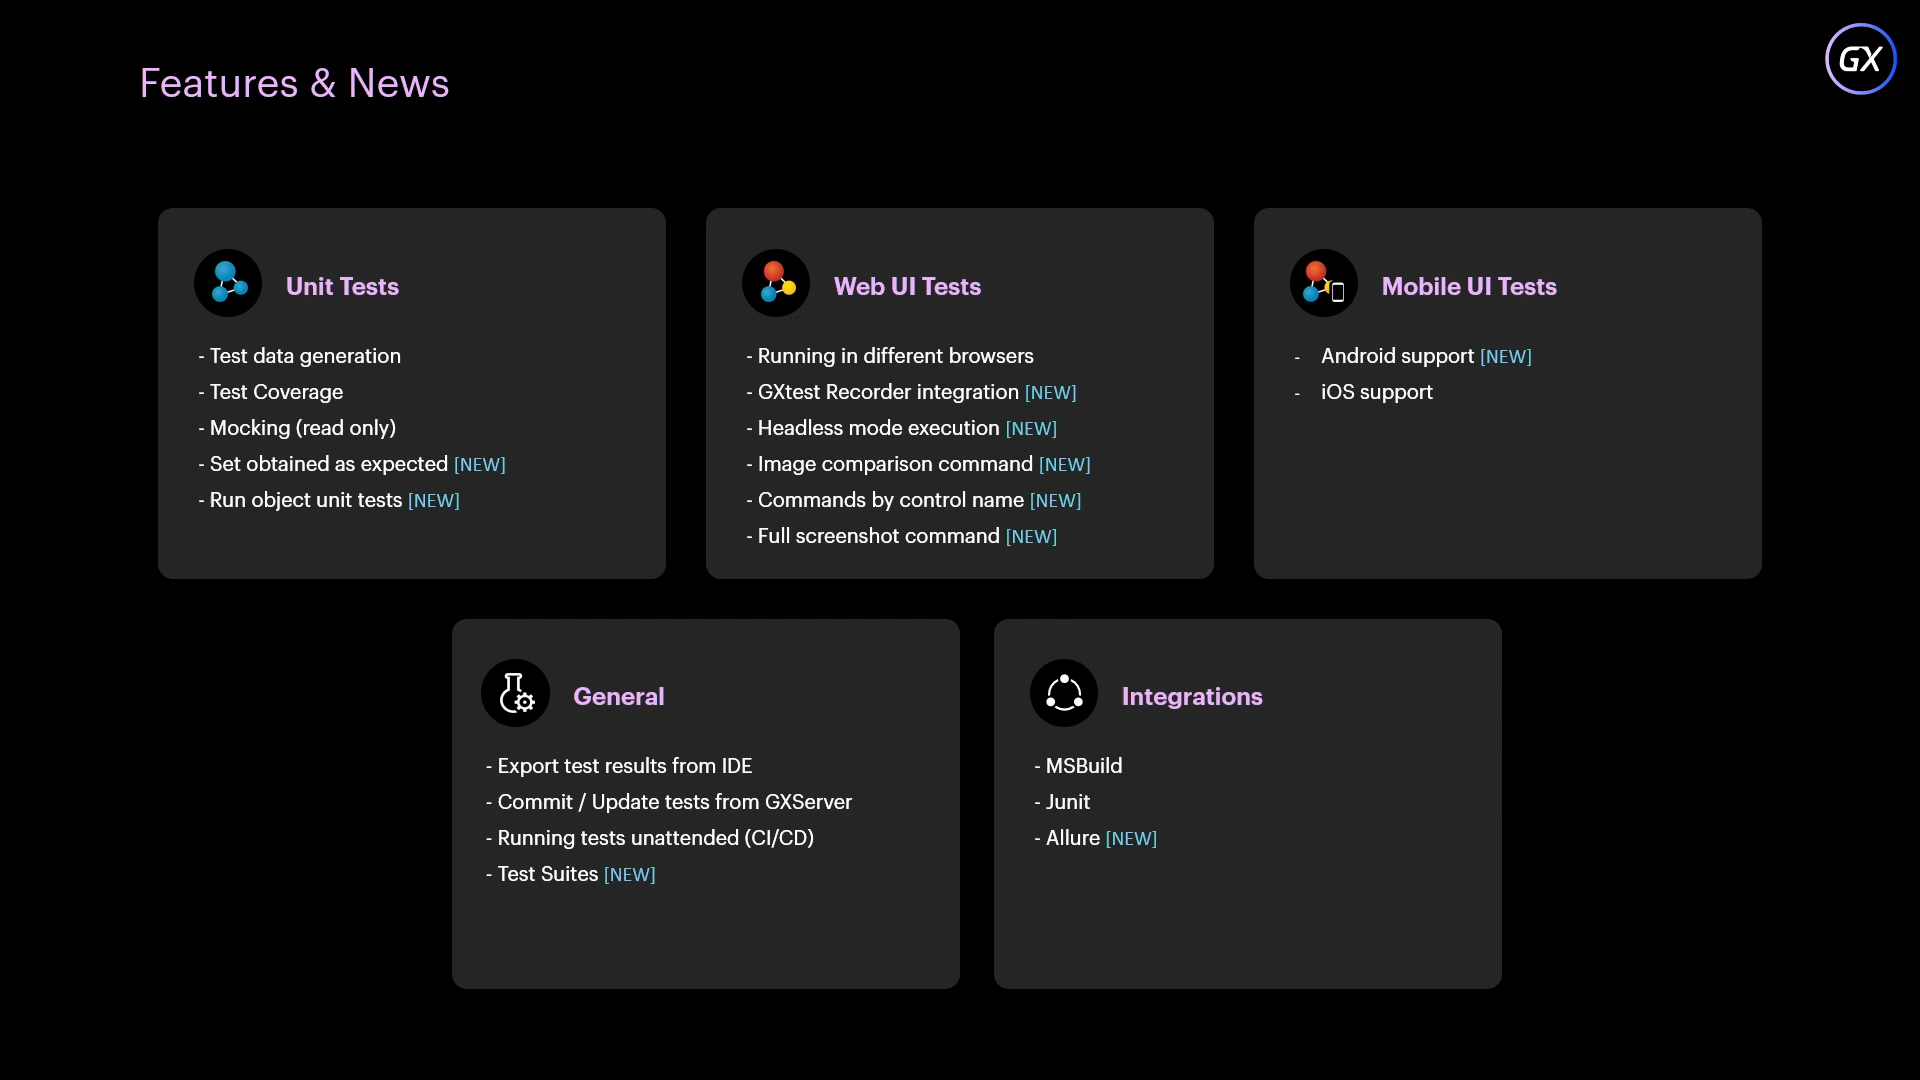 Features & News
GX
Unit Tests
- Test data generation
- Test Coverage
- Mocking (read only)
- Set obtained as expected [NEW]
- Run object unit tests [NEW]
Web UI Tests
- Running in different browsers
- GXtest Recorder integration [NEW]
- Headless mode execution [NEW]
- Image comparison command [NEW]
- Commands by control name [NEW]
- Full screenshot command [NEW]
Mobile UI Tests
- Android support [NEW]
- iOS support
General
- Export test results from IDE
- Commit / Update tests from GXServer
- Running tests unattended (CI/CD)
- Test Suites [NEW]
Integrations
- MSBuild
- Junit
- Allure [NEW]